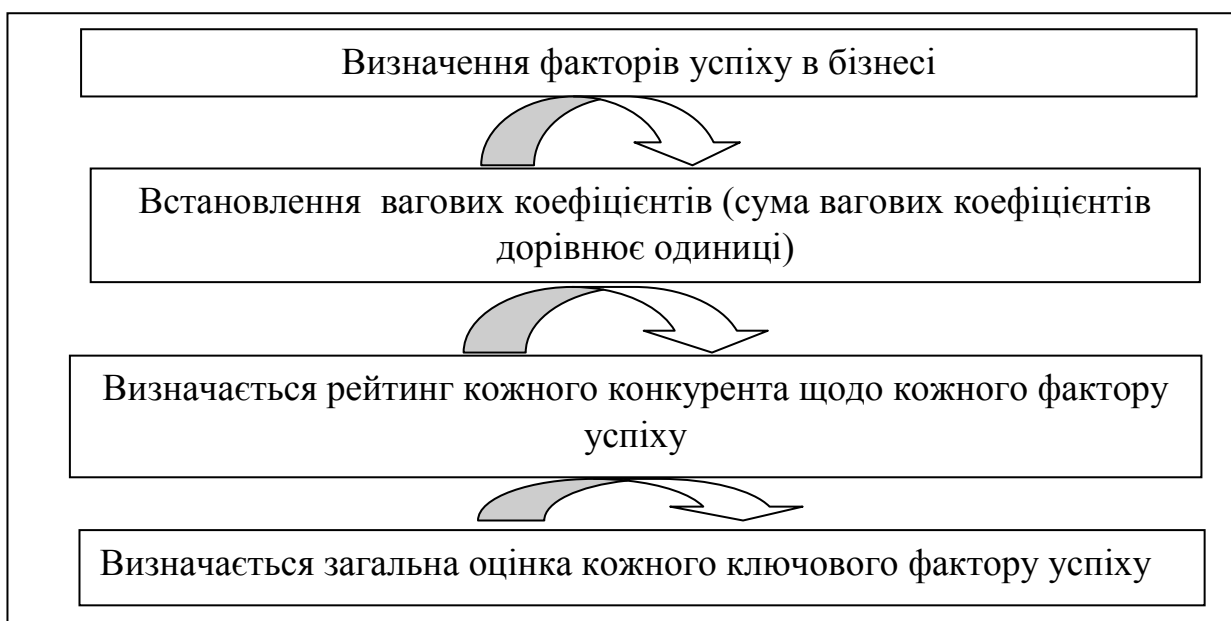 Визначення факторів успіху в бізнесі
Встановлення вагових коефіцієнтів (сума вагових коефіцієнтів
дорівнює одиниці)
Визначається рейтинг кожного конкурента щодо кожного фактору
успіху
Визначається загальна оцінка кожного ключового фактору успіху